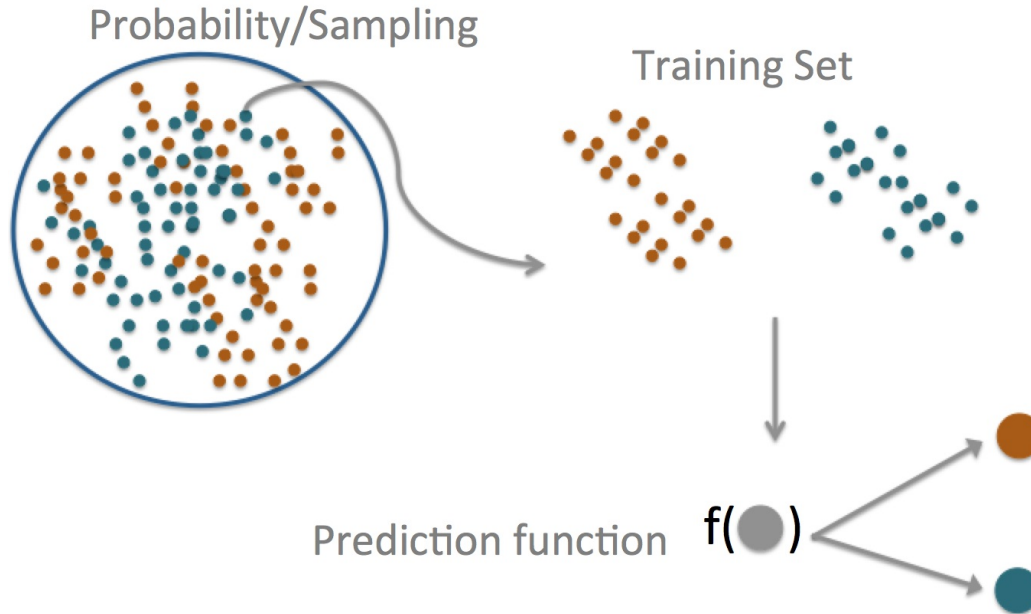 Probability/Sampling
Training Set
Prediction function
f( )